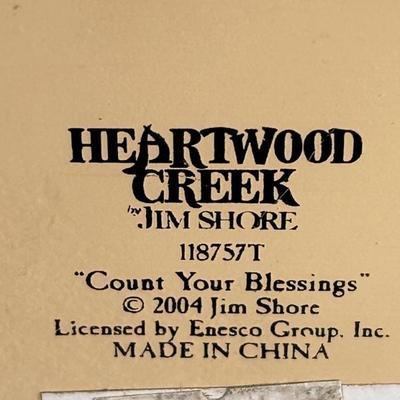 HEARTWOOD
CREEK
by JIM SHORE
118757T
"Count Your Blessings"
© 2004 Jim Shore
Licensed by Enesco Group, Inc.
MADE IN CHINA